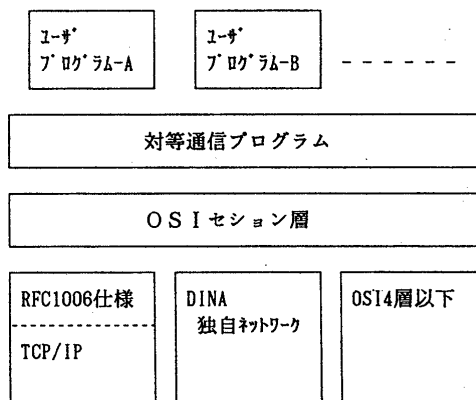 ﾕｰｻﾞ
ﾌﾟﾛｸﾞﾗﾑ-A
ﾕｰｻﾞ
ﾌﾟﾛｸﾞﾗﾑ-B
対等通信プログラム
ＯＳＩセション層
RFC1006仕様
TCP/IP
DINA
独自ﾈｯﾄﾜｰｸ
OSI4層以下